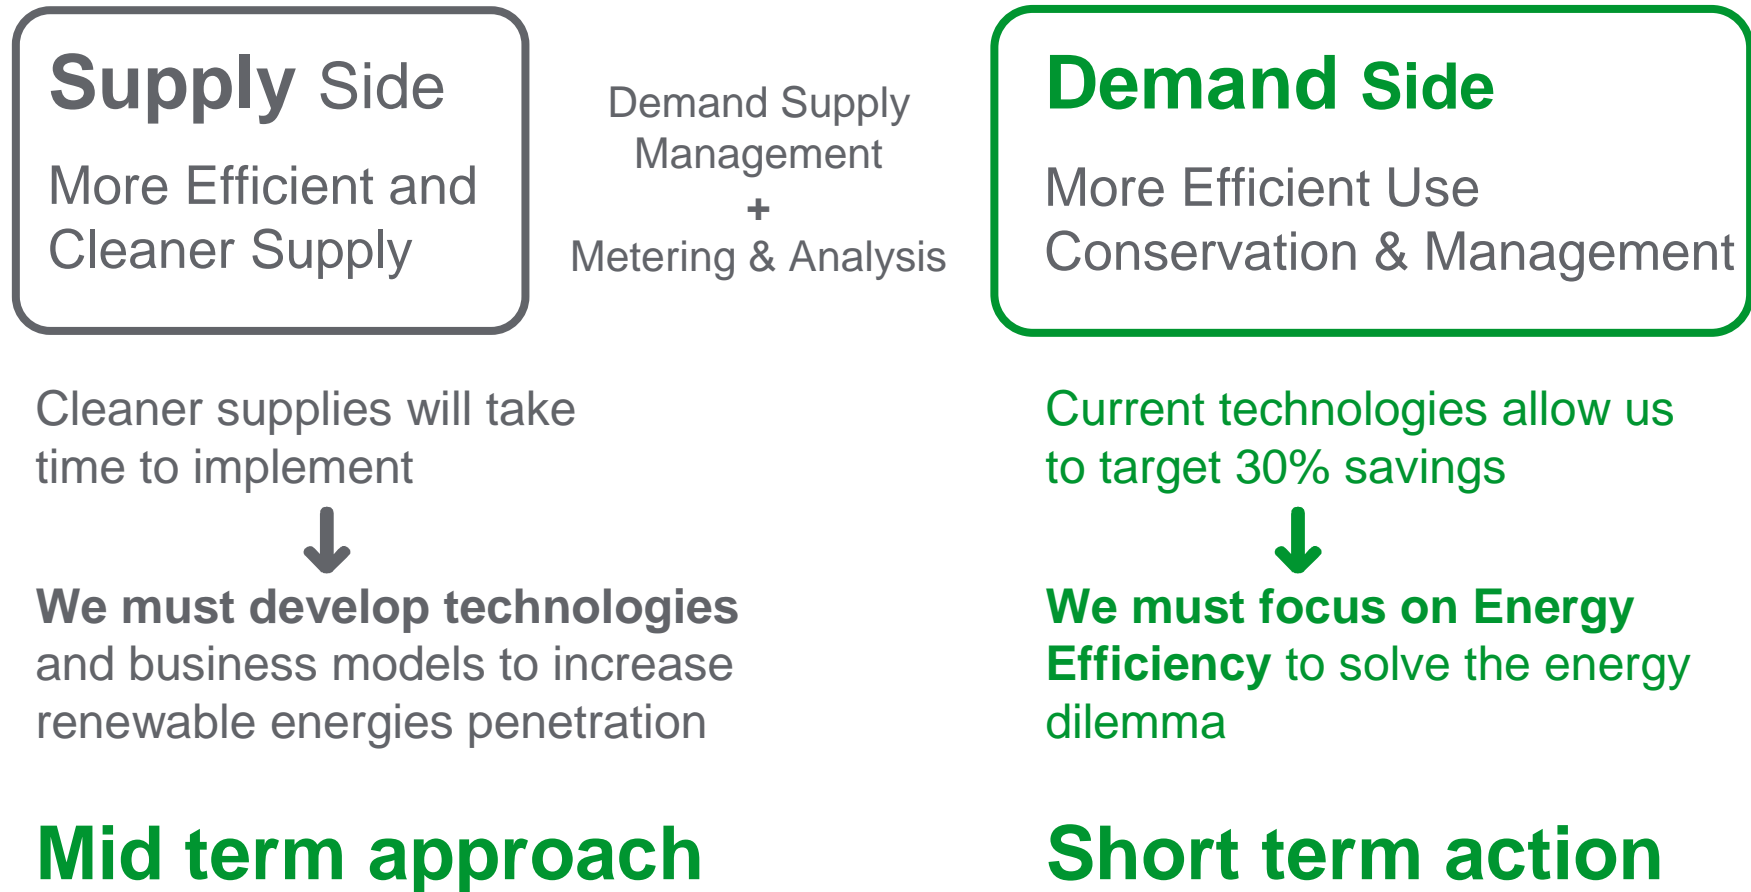 Supply Side
More Efficient and
Cleaner Supply
Demand Supply
Management
+
Metering & Analysis
Demand Side
More Efficient Use
Conservation & Management
Cleaner supplies will take
time to implement
We must develop technologies
and business models to increase
renewable energies penetration
Mid term approach
Current technologies allow us
to target 30% savings
We must focus on Energy
Efficiency to solve the energy
dilemma
Short term action